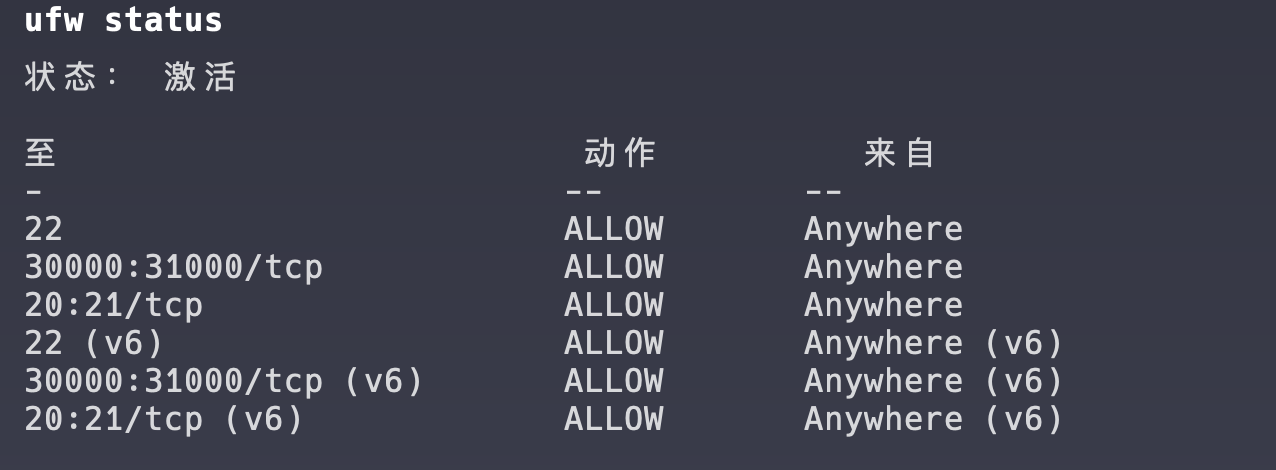 ufw status
状态： 激活
至 动作 来自
- -- --
22 ALLOW Anywhere
30000:31000/tcp ALLOW Anywhere
20:21/tcp ALLOW Anywhere
22 (v6) ALLOW Anywhere (v6)
30000:31000/tcp (v6) ALLOW Anywhere (v6)
20:21/tcp (v6) ALLOW Anywhere (v6)